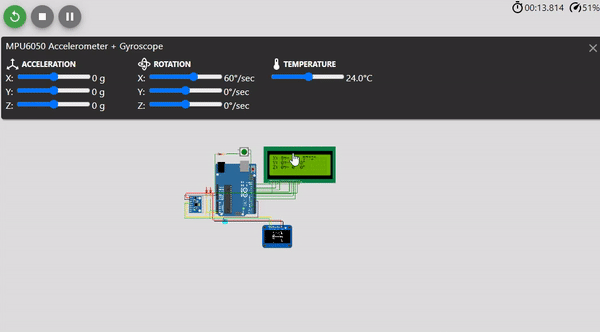 00:13.814 51%
MPU6050 Accelerometer + Gyroscope
ACCELERATION ROTATION TEMPERATURE
X: 0 g X: 60°/sec 24.0°C
Y: 0 g Y: 0°/sec
Z: 0 g Z: 0°/sec